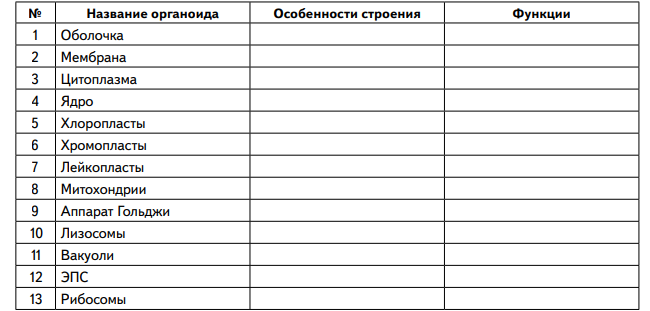 № Название органоида Особенности строения Функции
1 Оболочка
2 Мембрана
3 Цитоплазма
4 Ядро
5 Хлоропласты
6 Хромопласты
7 Лейкопласты
8 Митохондрии
9 Аппарат Гольджи
10 Лизосомы
11 Вакуоли
12 ЭПС
13 Рибосомы